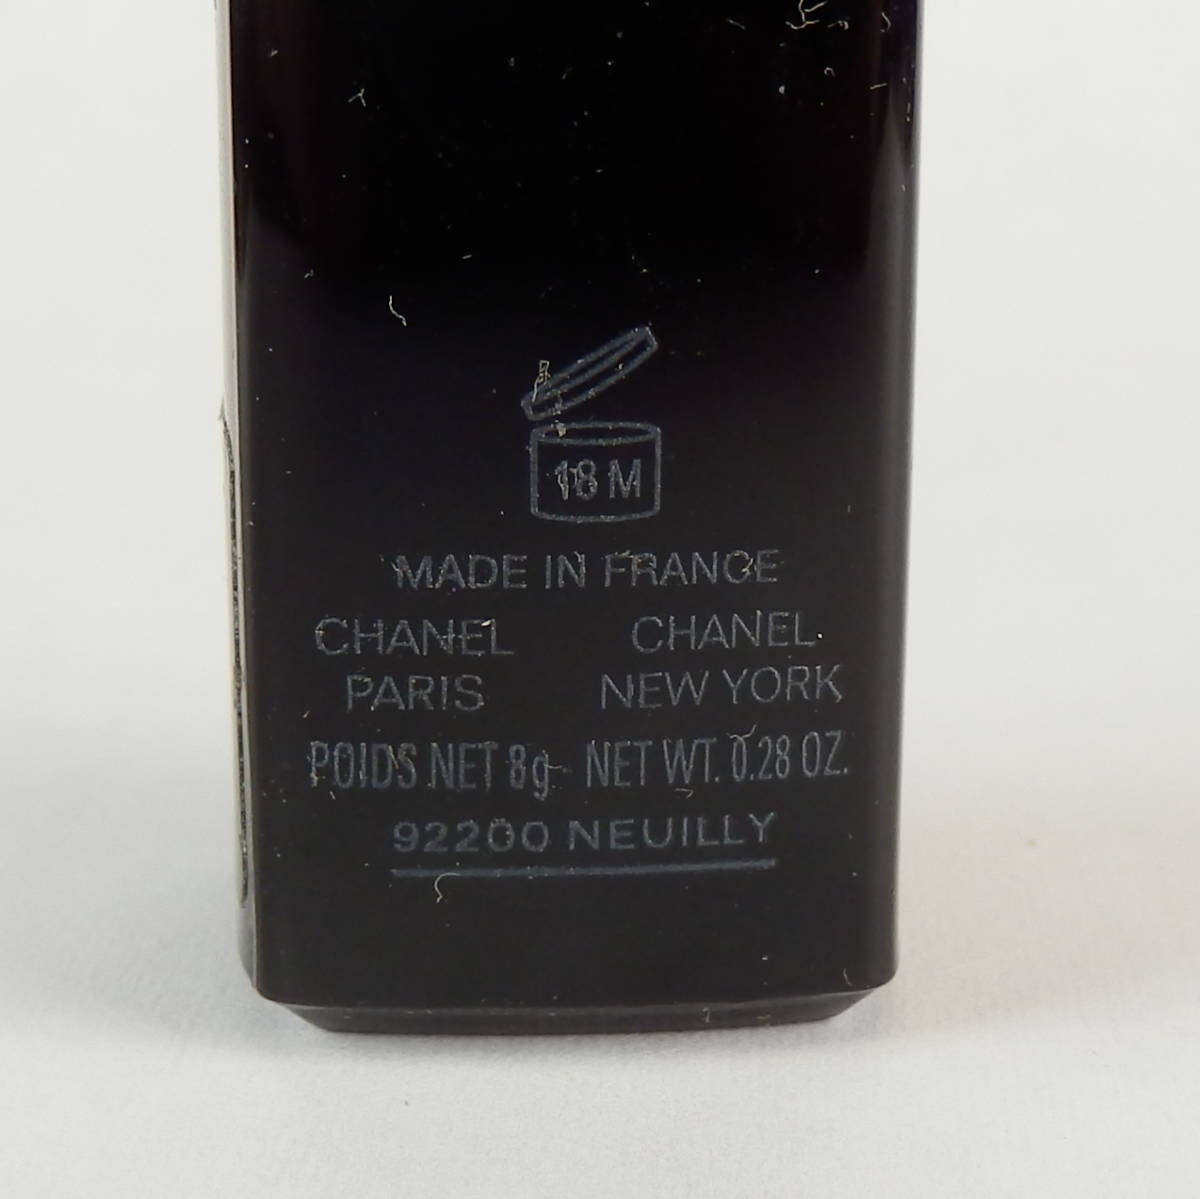 18 M
MADE IN FRANCE
CHANEL CHANEL
PARIS NEW YORK
POIDS NET 8g - NET WT. 0.28 OZ.
92200 NEUILLY